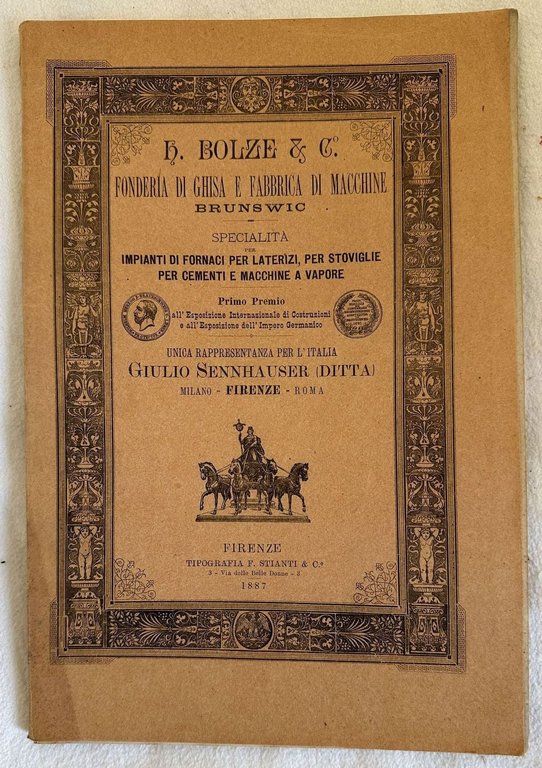 H. BOLZE & Cº.
FONDERIA DI GHISA E FABBRICA DI MACCHINE
BRUNSWIC
SPECIALITÀ
PER
IMPIANTI DI FORNACI PER LATERIZI, PER STOVIGLIE
PER CEMENTI E MACCHINE A VAPORE
Primo Premio
all'Esposizione Internazionale di Costruzioni
e all'Esposizione dell'Impero Germanico
UNICA RAPPRESENTANZA PER L'ITALIA
GIULIO SENNHAUSER (DITTA)
MILANO - FIRENZE - ROMA
FIRENZE
TIPOGRAFIA F. STIANTI & C.º
3 - Via delle Belle Donne - 3
1887